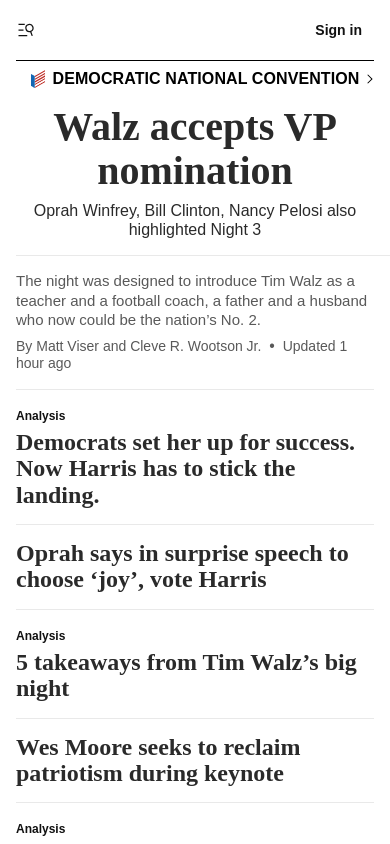 Sign in
DEMOCRATIC NATIONAL CONVENTION
Walz accepts VP
nomination
Oprah Winfrey, Bill Clinton, Nancy Pelosi also
highlighted Night 3
The night was designed to introduce Tim Walz as a
teacher and a football coach, a father and a husband
who now could be the nation’s No. 2.
By Matt Viser and Cleve R. Wootson Jr. • Updated 1
hour ago
Analysis
Democrats set her up for success.
Now Harris has to stick the
landing.
Oprah says in surprise speech to
choose ‘joy’, vote Harris
Analysis
5 takeaways from Tim Walz’s big
night
Wes Moore seeks to reclaim
patriotism during keynote
Analysis